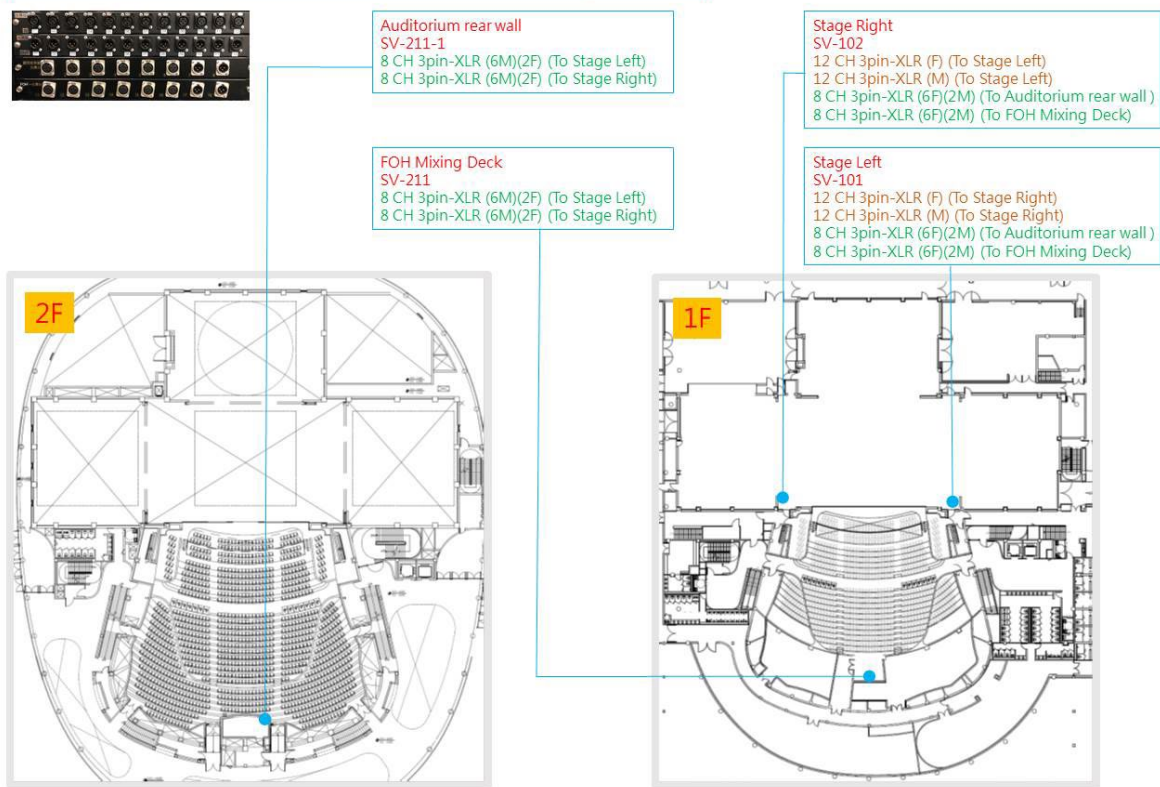 Auditorium rear wall
SV-211-1
8 CH 3pin-XLR (6M)(2F) (To Stage Left)
8 CH 3pin-XLR (6M)(2F) (To Stage Right)
Stage Right
SV-102
12 CH 3pin-XLR (F) (To Stage Left)
12 CH 3pin-XLR (M) (To Stage Left)
8 CH 3pin-XLR (6F)(2M) (To Auditorium rear wall )
8 CH 3pin-XLR (6F)(2M) (To FOH Mixing Deck)
FOH Mixing Deck
SV-211
8 CH 3pin-XLR (6M)(2F) (To Stage Left)
8 CH 3pin-XLR (6M)(2F) (To Stage Right)
Stage Left
SV-101
12 CH 3pin-XLR (F) (To Stage Right)
12 CH 3pin-XLR (M) (To Stage Right)
8 CH 3pin-XLR (6F)(2M) (To Auditorium rear wall )
8 CH 3pin-XLR (6F)(2M) (To FOH Mixing Deck)
2F
1F